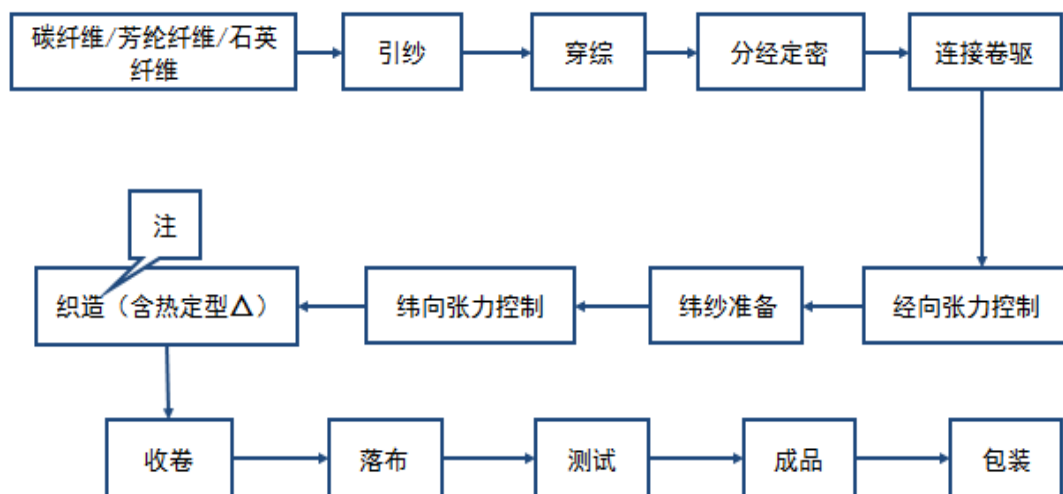 碳纤维/芳纶纤维/石英
纤维
引纱
穿综
分经定密
连接卷驱
注
织造（含热定型△）
纬向张力控制
纬纱准备
经向张力控制
收卷
落布
测试
成品
包装